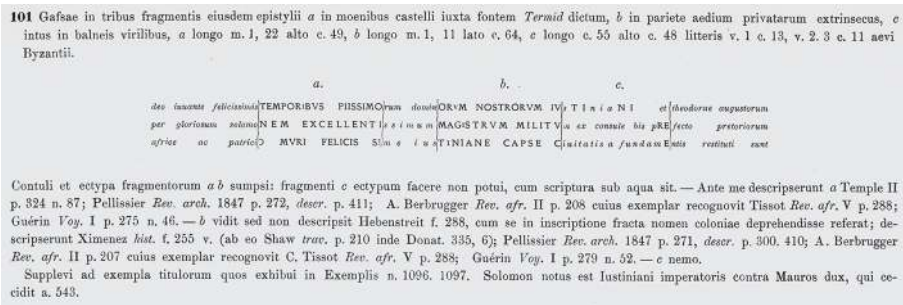 101 Gafsae in tribus fragmentis eiusdem epistylii a in moenibus castelli iuxta fontem Termid dictum, b in pariete aedium privatarum extrinsecus, c
intus in balneis virilibus, a longo m. 1, 22 alto c. 49, b longo m. 1, 11 lato c. 64, c longo c. 55 alto c. 48 litteris v. 1 c. 13, v. 2. 3 c. 11 aevi
Byzantii.
a. b. c.
deo iuuante felicissimis TEMPORIBVS PIISSIMOrum dominORVM NOSTRORVM IVsTIniaNI et theodorae augustorum
per gloriosum solomoNEM EXCELLENTIssimum MAGISTRVM MILITVm ex consule bis pREfecto pretoriorum
africe ac patricIO MVRI FELICIS SIme iusTINIANE CAPSE CIuitatis a fundamEntis restituti sunt
Contuli et ectypa fragmentorum a b sumpsi: fragmenti c ectypum facere non potui, cum scriptura sub aqua sit. — Ante me descripserunt a Temple II
p. 324 n. 87; Pellissier Rev. arch. 1847 p. 272, descr. p. 411; A. Berbrugger Rev. afr. II p. 208 cuius exemplar recognovit Tissot Rev. afr. V p. 288;
Guérin Voy. I p. 275 n. 46. — b vidit sed non descripsit Hebenstreit f. 288, cum se in inscriptione fracta nomen coloniae deprehendisse referat; de-
scripserunt Ximenez hist. f. 255 v. (ab eo Shaw trav. p. 210 inde Donat. 335, 6); Pellissier Rev. arch. 1847 p. 271, descr. p. 300. 410; A. Berbrugger
Rev. afr. II p. 207 cuius exemplar recognovit C. Tissot Rev. afr. V p. 288; Guérin Voy. I p. 279 n. 52. — c nemo.
Supplevi ad exempla titulorum quos exhibui in Exemplis n. 1096. 1097. Solomon notus est Iustiniani imperatoris contra Mauros dux, qui ce-
cidit a. 543.